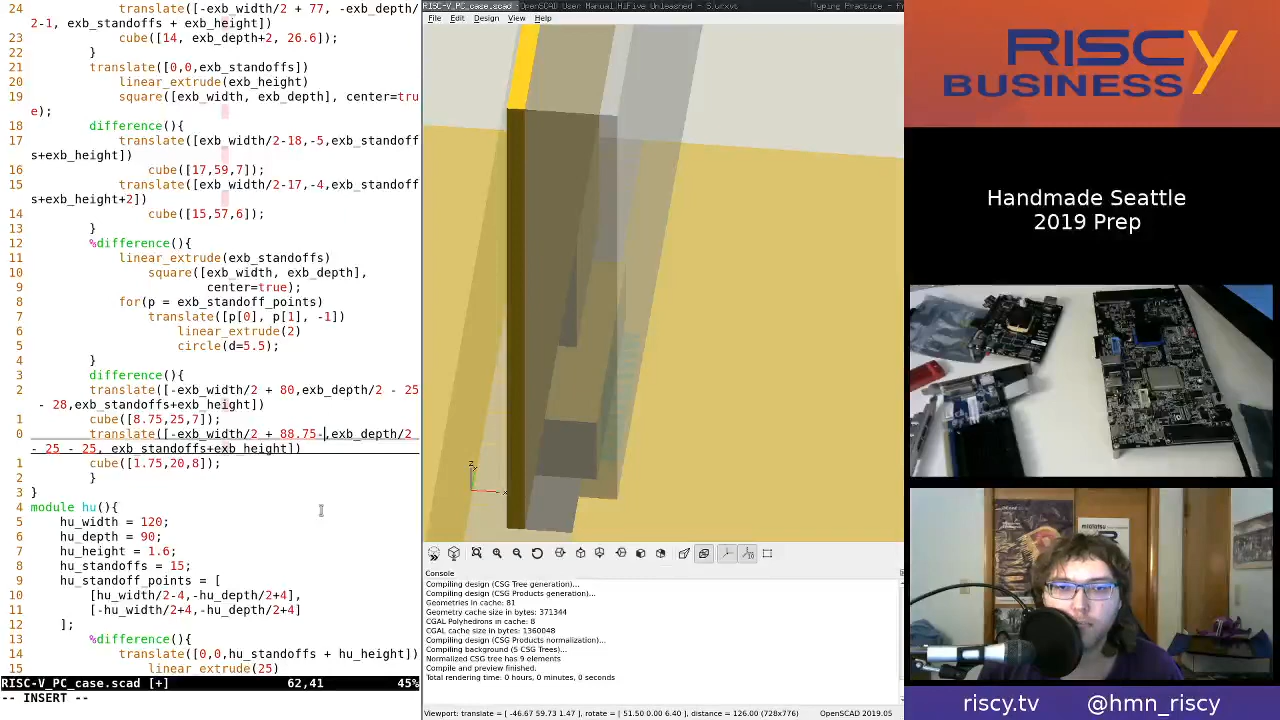 24 translate([-exb_width/2 + 77, -exb_depth/
2-1, exb_standoffs + exb_height])
23 cube([14, exb_depth+2, 26.6]);
22 }
21 translate([0,0,exb_standoffs])
20 linear_extrude(exb_height)
19 square([exb_width, exb_depth], center=tru
e);
18 difference(){
17 translate([exb_width/2-18,-5,exb_standoff
s+exb_height])
16 cube([17,59,7]);
15 translate([exb_width/2-17,-4,exb_standoff
s+exb_height+2])
14 cube([15,57,6]);
13 }
12 %difference(){
11 linear_extrude(exb_standoffs)
10 square([exb_width, exb_depth],
9 center=true);
8 for(p = exb_standoff_points)
7 translate([p[0], p[1], -1])
6 linear_extrude(2)
5 circle(d=5.5);
4 }
3 difference(){
2 translate([-exb_width/2 + 80,exb_depth/2 - 25
- 28,exb_standoffs+exb_height])
1 cube([8.75,25,7]);
0 translate([-exb_width/2 + 88.75-,exb_depth/2
- 25 - 25, exb_standoffs+exb_height])
1 cube([1.75,20,8]);
2 }
3 }
4 module hu(){
5 hu_width = 120;
6 hu_depth = 90;
7 hu_height = 1.6;
8 hu_standoffs = 15;
9 hu_standoff_points = [
10 [hu_width/2-4,-hu_depth/2+4],
11 [-hu_width/2+4,-hu_depth/2+4]
12 ];
13 %difference(){
14 translate([0,0,hu_standoffs + hu_height])
15 linear_extrude(25)
RISC-V_PC_case.scad [+] 62,41 45%
-- INSERT --
RISC-V_PC_case.scad - OpenSCAD User Manual HiFive Unleashed - S.urxvt Typing Practice - fr
File Edit Design View Help
Z
x
Console
Compiling design (CSG Tree generation)...
Compiling design (CSG Products generation)...
Geometries in cache: 81
Geometry cache size in bytes: 371344
CGAL Polyhedrons in cache: 8
CGAL cache size in bytes: 1360048
Compiling design (CSG Products normalization)...
Compiling background (5 CSG Trees)...
Normalized CSG tree has 9 elements
Compile and preview finished.
Total rendering time: 0 hours, 0 minutes, 0 seconds
Viewport: translate = [ -46.67 59.73 1.47 ], rotate = [ 51.50 0.00 6.40 ], distance = 126.00 (728x776) OpenSCAD 2019.05
RISCY
BUSINESS
Handmade Seattle
2019 Prep
riscy.tv @hmn_riscy